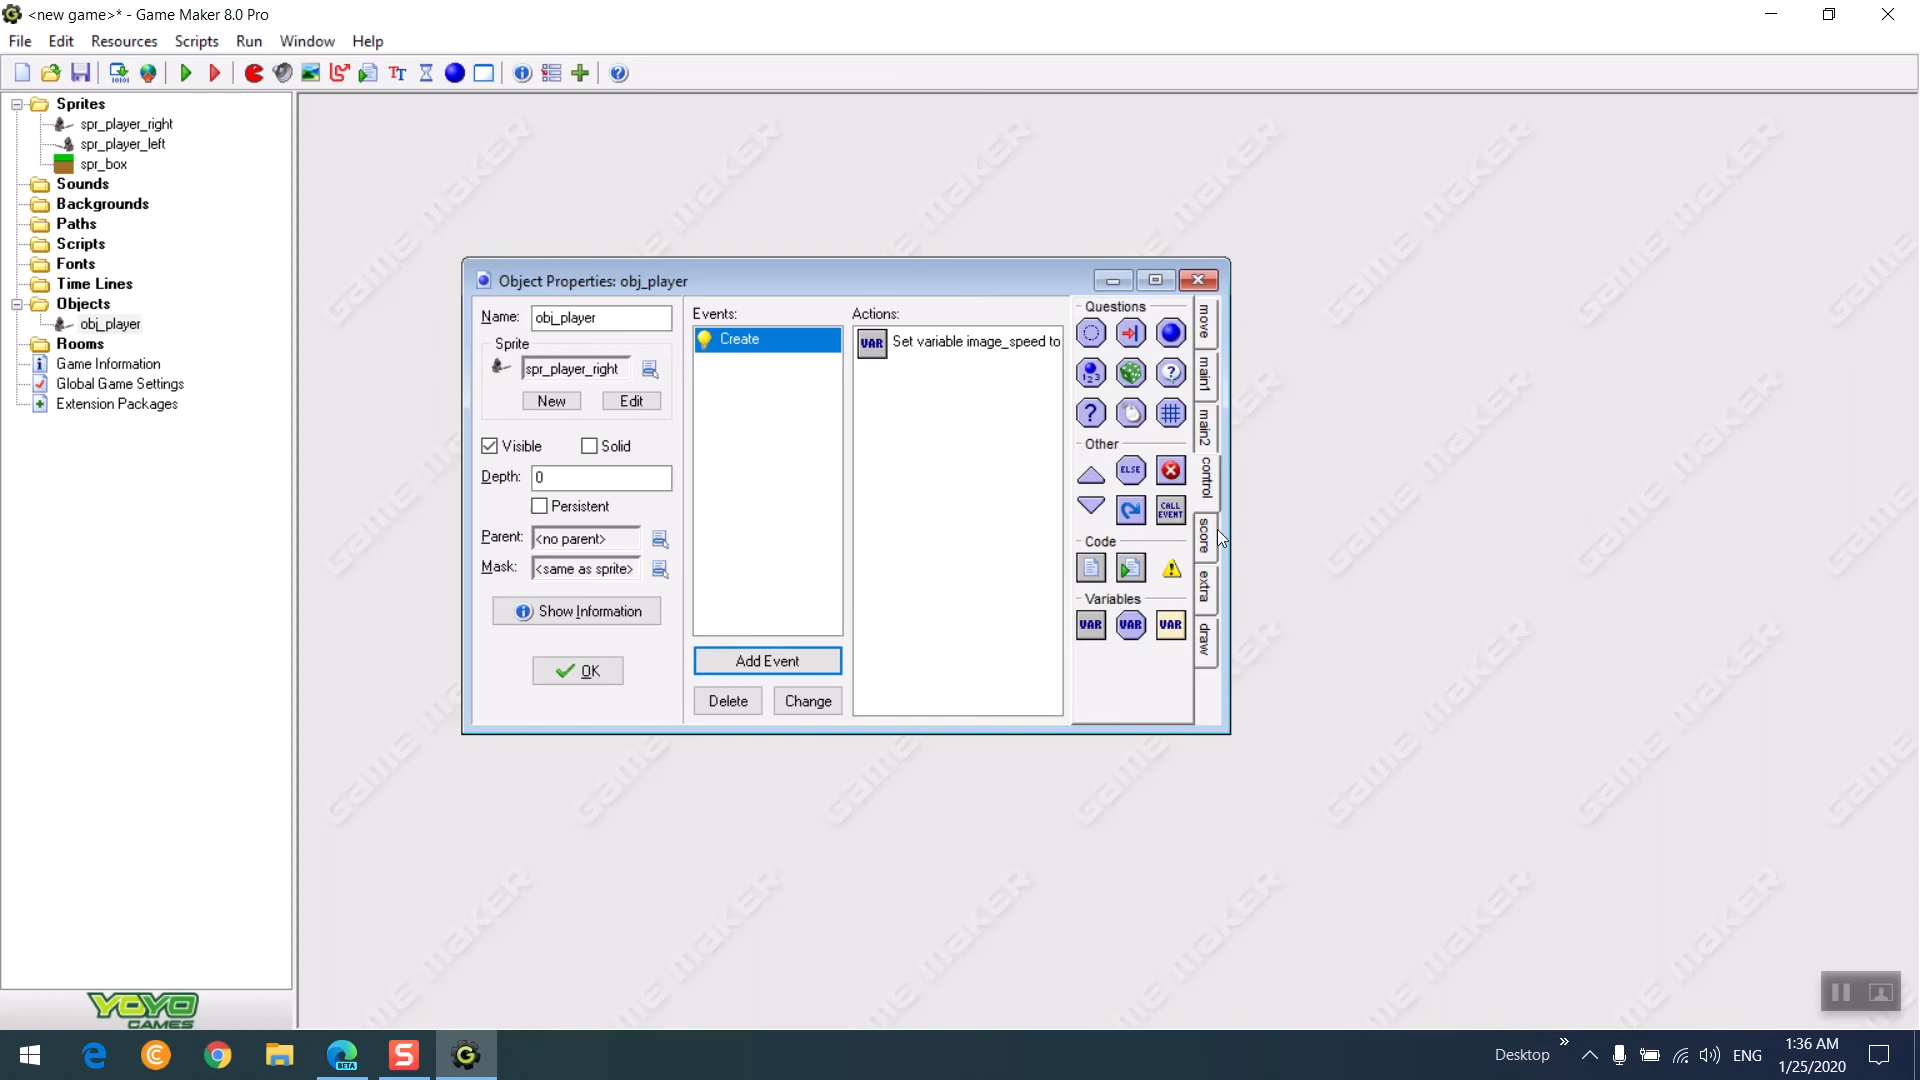 <new game>* - Game Maker 8.0 Pro
File Edit Resources Scripts Run Window Help
Sprites
spr_player_right
spr_player_left
spr_box
Sounds
Backgrounds
Paths
Scripts
Fonts
Time Lines
Objects
obj_player
Rooms
Game Information
Global Game Settings
Extension Packages
Object Properties: obj_player
Name: obj_player
Sprite
spr_player_right
New Edit
Visible Solid
Depth: 0
Persistent
Parent: <no parent>
Mask: <same as sprite>
Show Information
OK
Events:
Create
Add Event
Delete Change
Actions:
VAR Set variable image_speed to
Questions
Other
ELSE
CALL EVENT
Code
Variables
VAR VAR VAR
move
main1
main2
control
score
extra
draw
GAME MAKER
YOYO
GAMES
BETA
Desktop
ENG
1:36 AM
1/25/2020